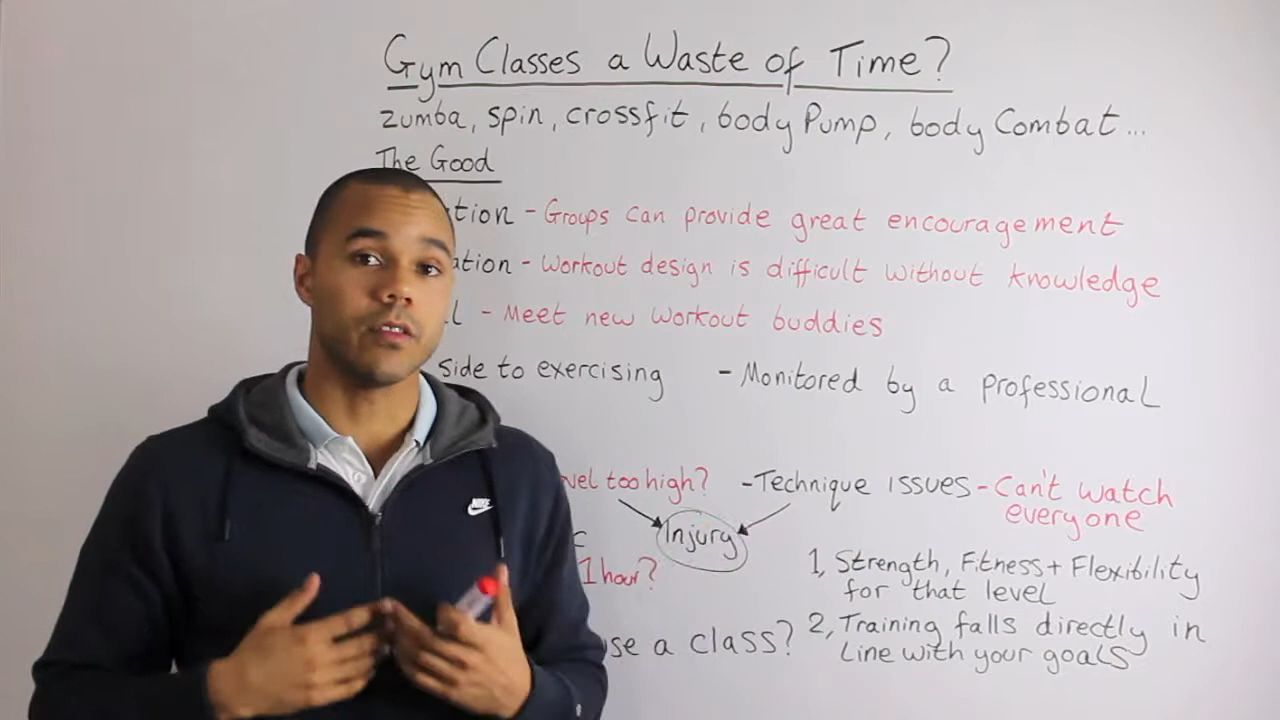 Gym Classes a Waste of Time?
zumba, spin, crossfit, body Pump, body Combat...
The Good
tion - Groups can provide great encouragement
ation - Workout design is difficult without knowledge
l - Meet new workout buddies
side to exercising - Monitored by a professional
vel too high? - Technique issues - Can't watch everyone
Injury
c
1 hour?
1, Strength, Fitness + Flexibility
for that level
se a class?
2, Training falls directly in
line with your goals
NIKE